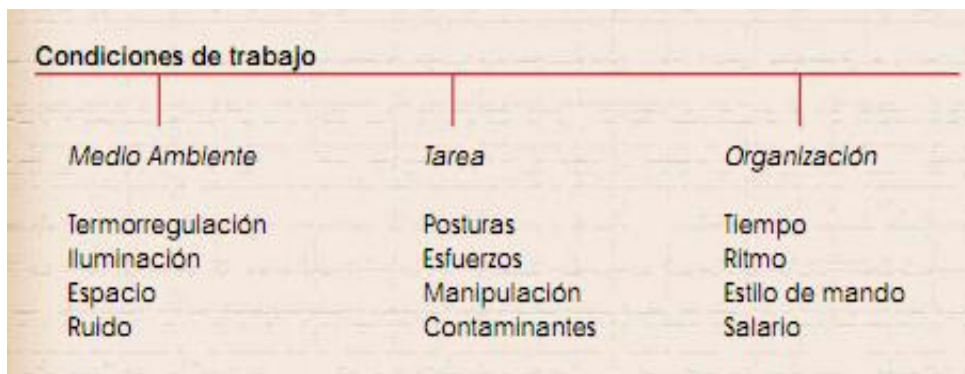 Condiciones de trabajo
Medio Ambiente
Termorregulación
Iluminación
Espacio
Ruido
Tarea
Posturas
Esfuerzos
Manipulación
Contaminantes
Organización
Tiempo
Ritmo
Estilo de mando
Salario